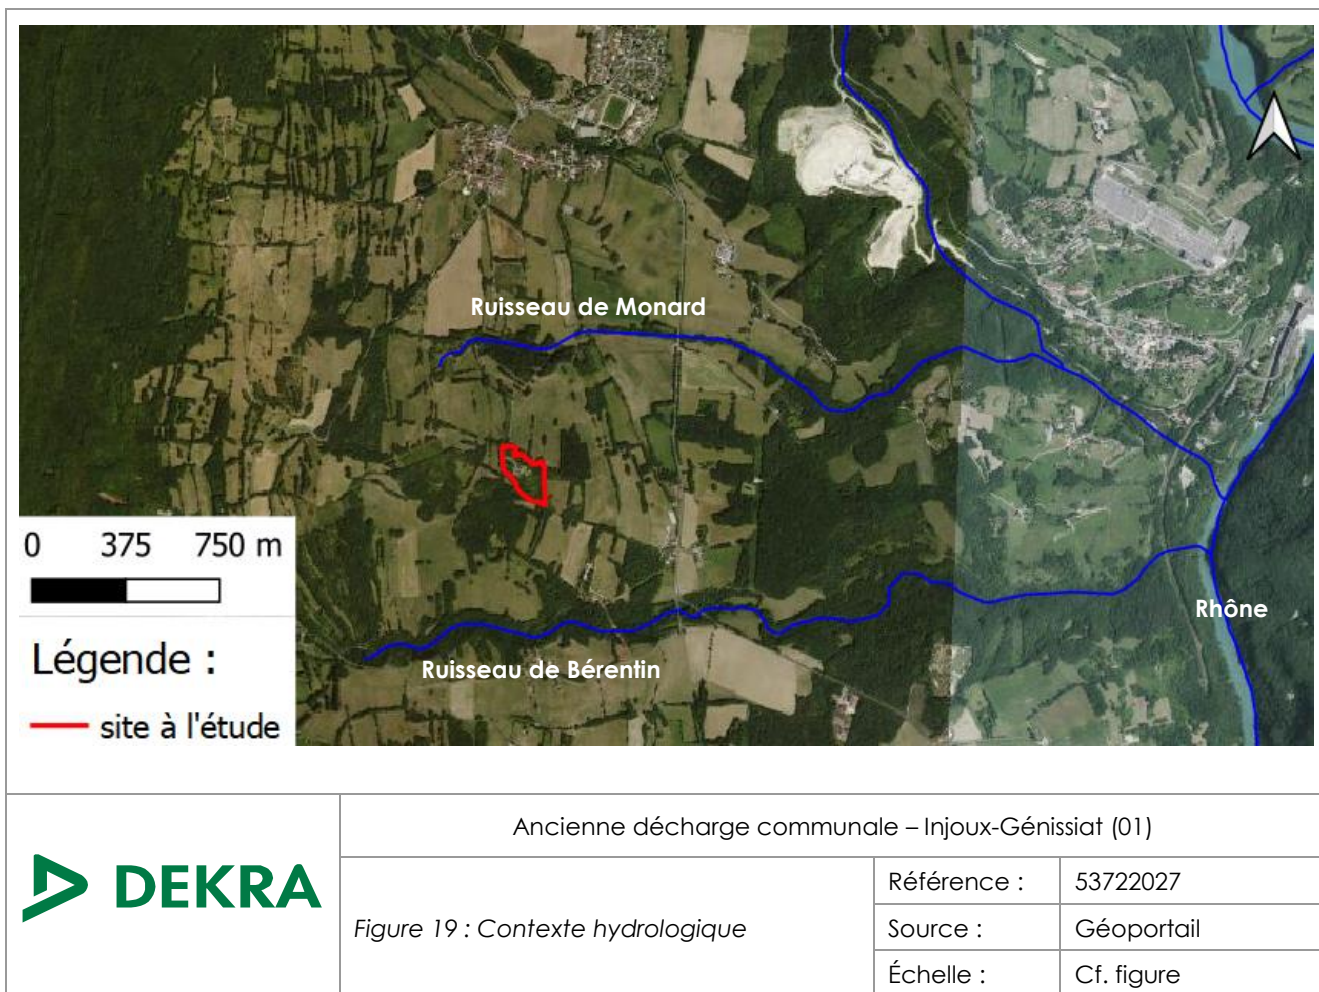 Ruisseau de Monard
0 375 750 m
Rhône
Légende :
Ruisseau de Bérentin
site à l'étude
DEKRA
Ancienne décharge communale – Injoux-Génissiat (01)
Figure 19 : Contexte hydrologique
Référence : 53722027
Source : Géoportail
Échelle : Cf. figure